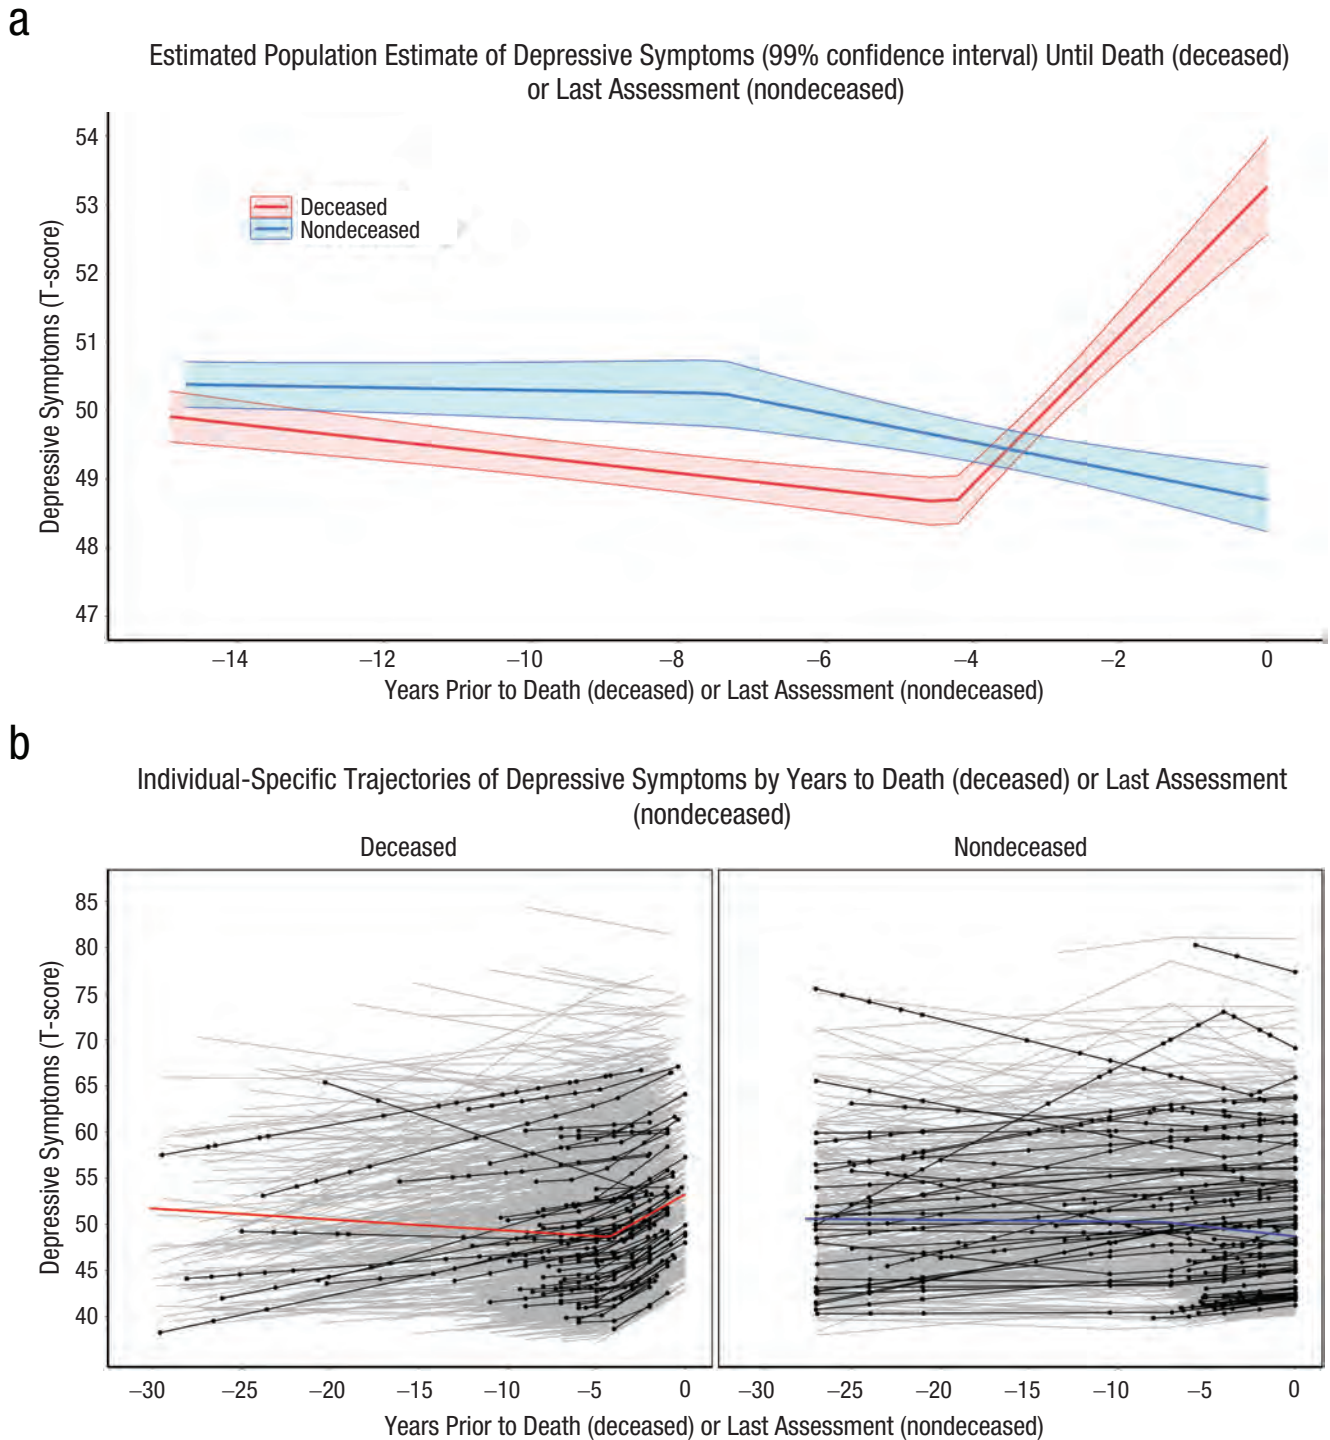 a
Estimated Population Estimate of Depressive Symptoms (99% confidence interval) Until Death (deceased)
or Last Assessment (nondeceased)
Depressive Symptoms (T-score)
54
53
52
51
50
49
48
47
Deceased
Nondeceased
−14
−12
−10
−8
−6
−4
−2
0
Years Prior to Death (deceased) or Last Assessment (nondeceased)
b
Individual-Specific Trajectories of Depressive Symptoms by Years to Death (deceased) or Last Assessment
(nondeceased)
Deceased
Nondeceased
Depressive Symptoms (T-score)
85
80
75
70
65
60
55
50
45
40
−30
−25
−20
−15
−10
−5
0
−30
−25
−20
−15
−10
−5
0
Years Prior to Death (deceased) or Last Assessment (nondeceased)